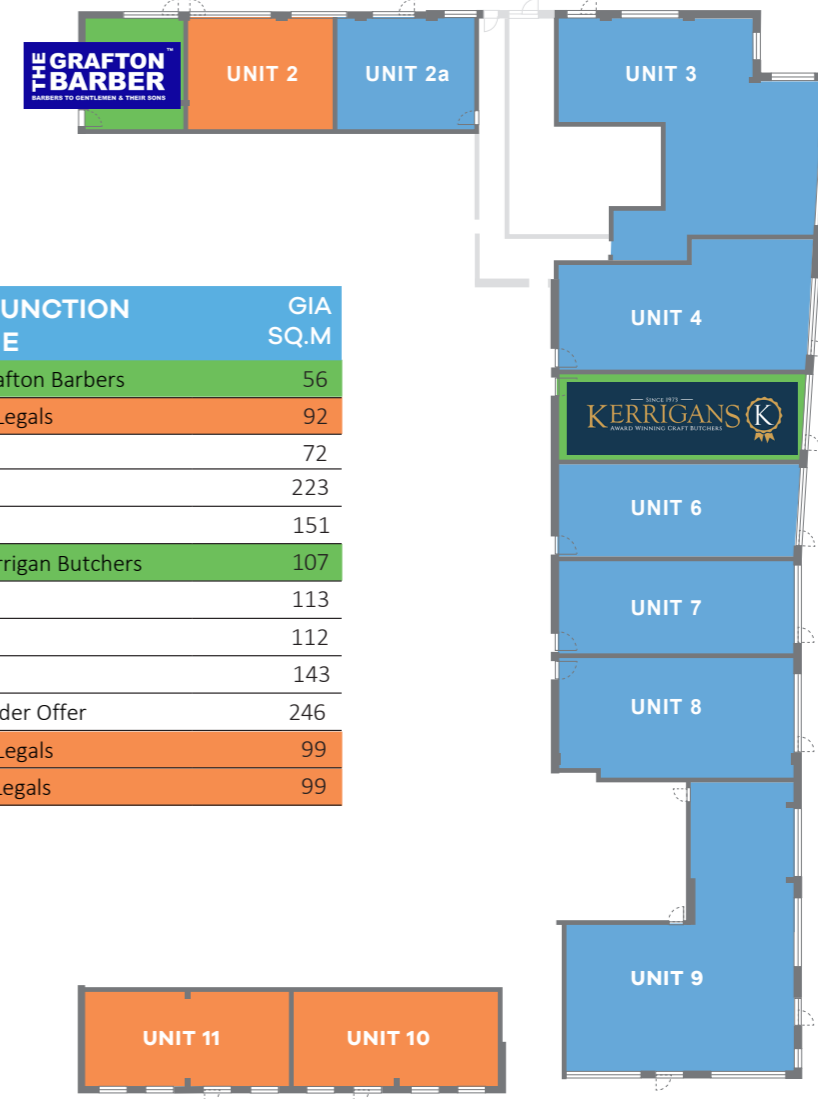 THE GRAFTON BARBER ™
BARBERS TO GENTLEMEN & THEIR SONS
UNIT 2
UNIT 2a
UNIT 3
UNCTION GIA
E SQ.M
afton Barbers 56
Legals 92
72
223
151
rrigan Butchers 107
113
112
143
der Offer 246
Legals 99
Legals 99
UNIT 4
SINCE 1973
KERRIGANS K
AWARD WINNING CRAFT BUTCHERS
UNIT 6
UNIT 7
UNIT 8
UNIT 9
UNIT 11
UNIT 10